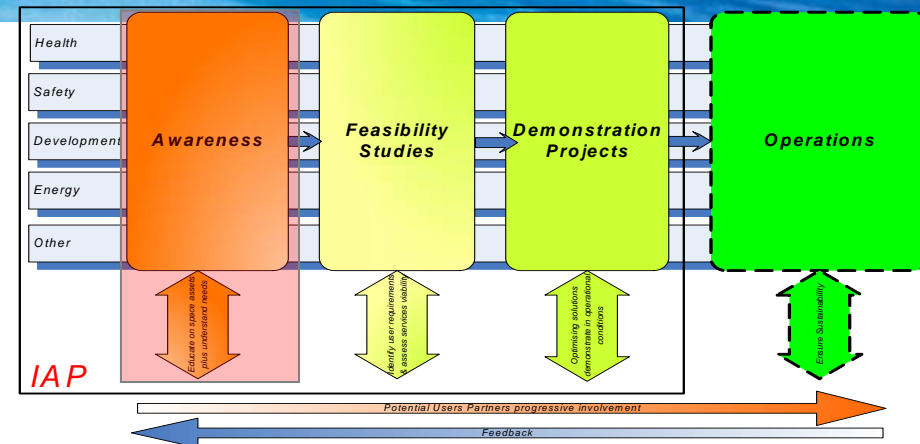 Health
Safety
Development
Energy
Other
Awareness
Feasibility
Studies
Demonstration
Projects
Operations
Educate on space assets
plus understand needs
Identify user requirements
& assess services viability
Optimising solutions
demonstrate in operational
conditions
Ensure Sustainability
IAP
Potential Users Partners progressive involvement
Feedback